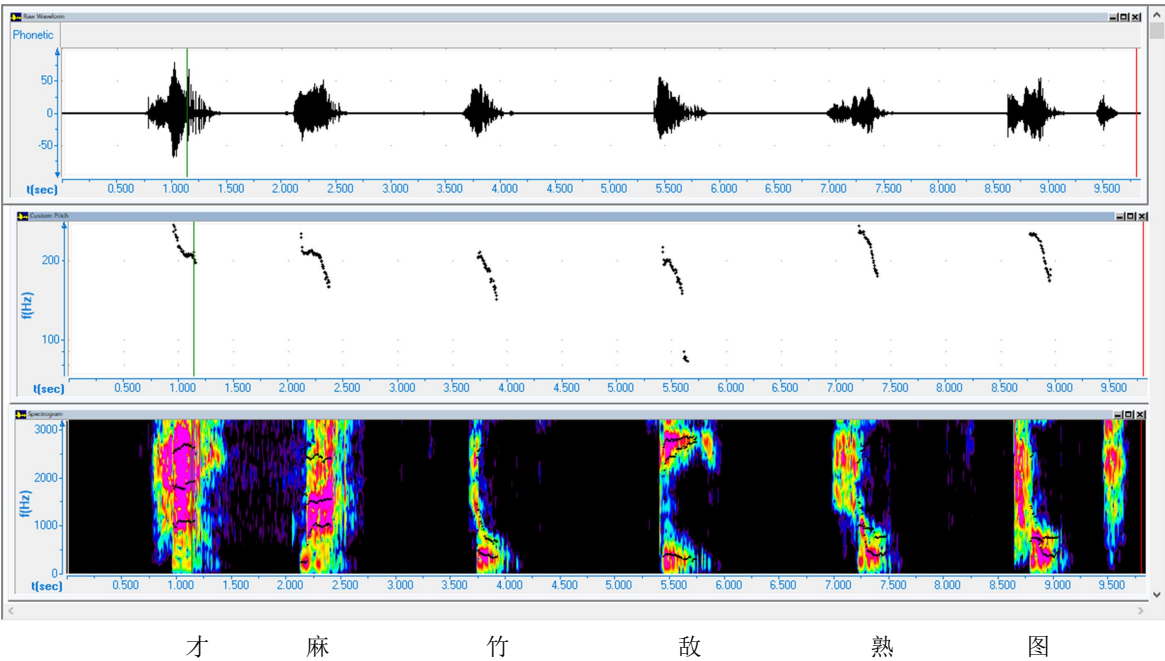 Raw Waveform
Phonetic
50
0
-50
t(sec) 0.500 1.000 1.500 2.000 2.500 3.000 3.500 4.000 4.500 5.000 5.500 6.000 6.500 7.000 7.500 8.000 8.500 9.000 9.500
Custom Pitch
200
f(Hz)
100
t(sec) 0.500 1.000 1.500 2.000 2.500 3.000 3.500 4.000 4.500 5.000 5.500 6.000 6.500 7.000 7.500 8.000 8.500 9.000 9.500
Spectrogram
3000
2000
f(Hz)
1000
0
t(sec) 0.500 1.000 1.500 2.000 2.500 3.000 3.500 4.000 4.500 5.000 5.500 6.000 6.500 7.000 7.500 8.000 8.500 9.000 9.500
才 麻 竹 敌 熟 图